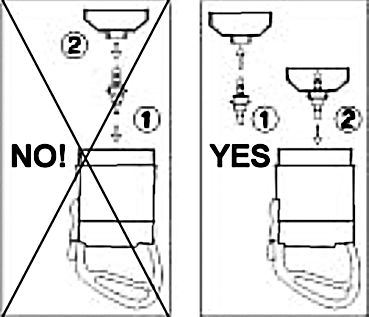 ②
①
NO!
①
②
YES